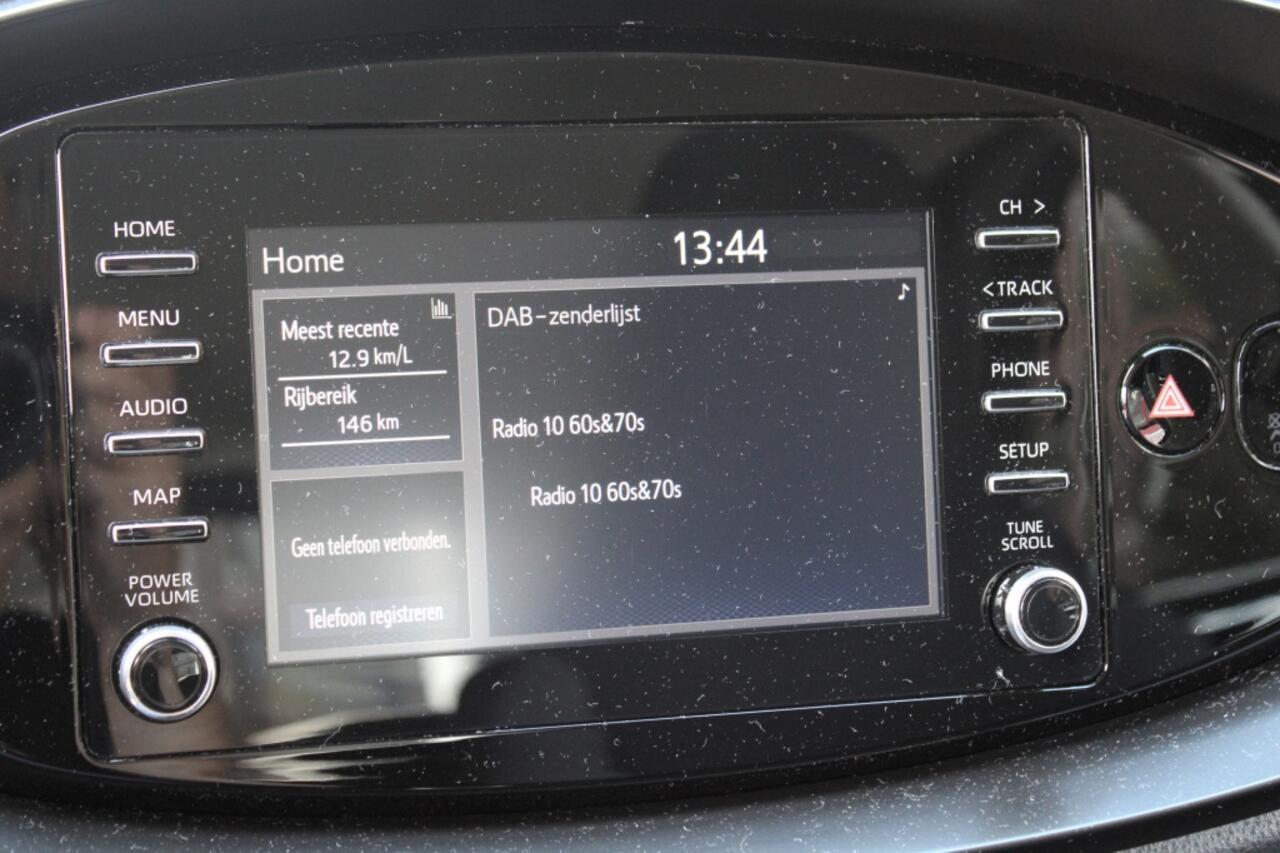 HOME
MENU
AUDIO
MAP
POWER
VOLUME
Home
13:44
Meest recente
12.9 km/L
Rijbereik
146 km
Geen telefoon verbonden.
Telefoon registreren
DAB-zenderlijst
Radio 10 60s&70s
Radio 10 60s&70s
CH >
<TRACK
PHONE
SETUP
TUNE
SCROLL